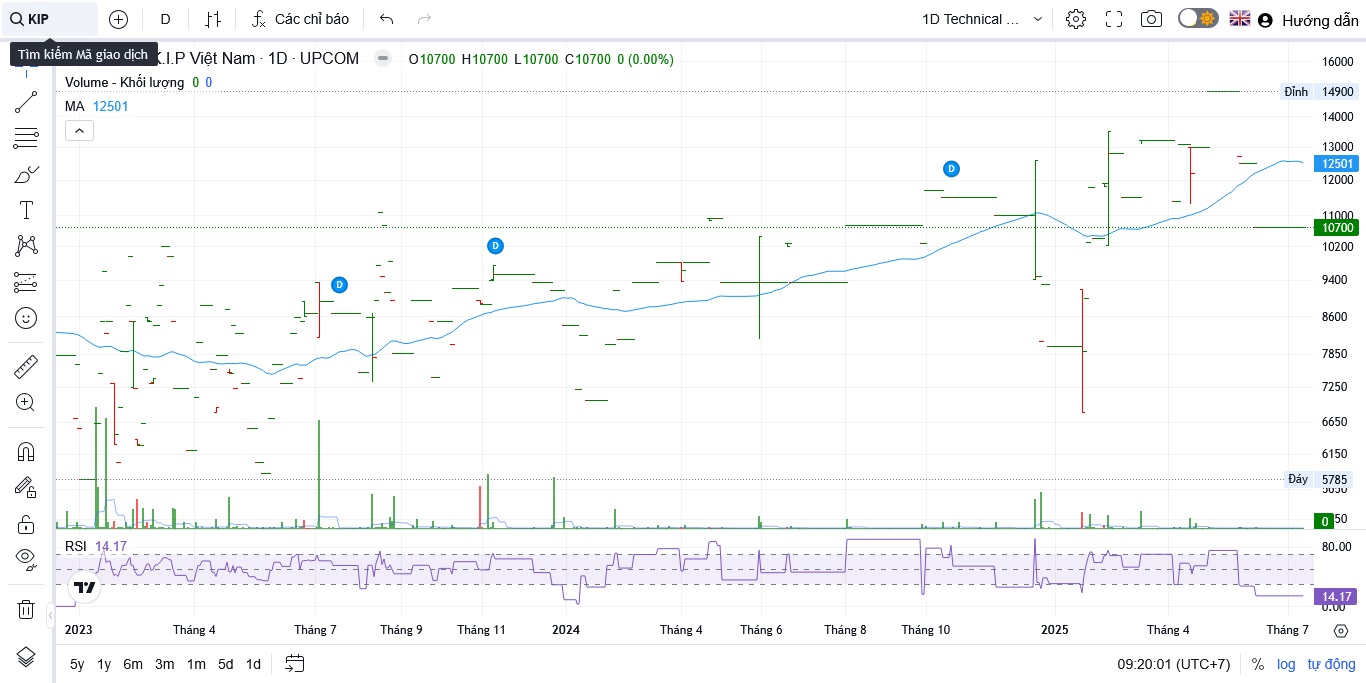 KIP D Các chỉ báo 1D Technical ... Hướng dẫn
Tìm kiếm Mã giao dịch K.I.P Việt Nam · 1D · UPCOM O10700 H10700 L10700 C10700 0 (0.00%)
Volume - Khối lượng 0 0
MA 12501
16000
Đỉnh 14900
14000
13000
12501
12000
11000
10700
10200
9400
8600
7850
7250
6650
6150
Đáy 5785
5650
0
D
D
D
RSI 14.17
80.00
14.17
0.00
2023 Tháng 4 Tháng 7 Tháng 9 Tháng 11 2024 Tháng 4 Tháng 6 Tháng 8 Tháng 10 2025 Tháng 4 Tháng 7
5y 1y 6m 3m 1m 5d 1d 09:20:01 (UTC+7) % log tự động